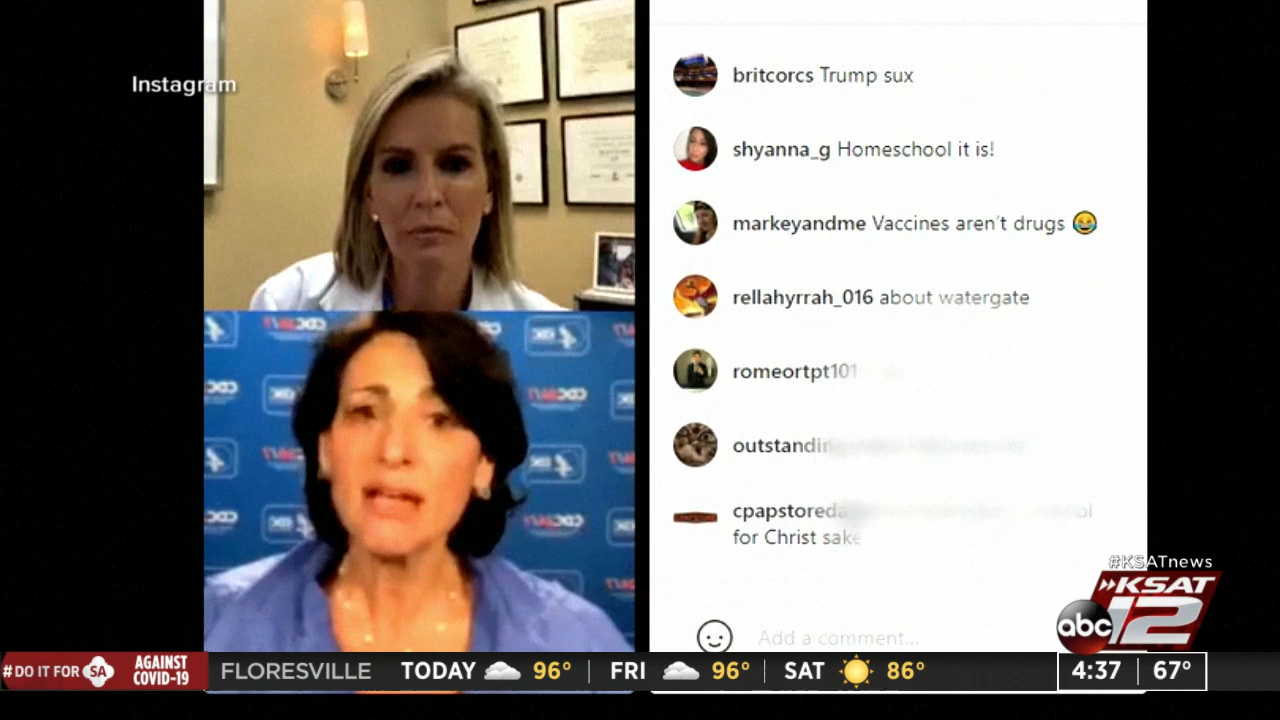 Instagram
britcorcs Trump sux
shyanna_g Homeschool it is!
markeyandme Vaccines aren't drugs 😂
rellahyrrah_016 about watergate
romeortpt101
outstandin
cpapstoreda
for Christ sake
Add a comment...
#KSATnews
KSAT
abc 12
#DO IT FOR SA
AGAINST
COVID-19
FLORESVILLE TODAY 96° FRI 96° SAT 86°
4:37 67°